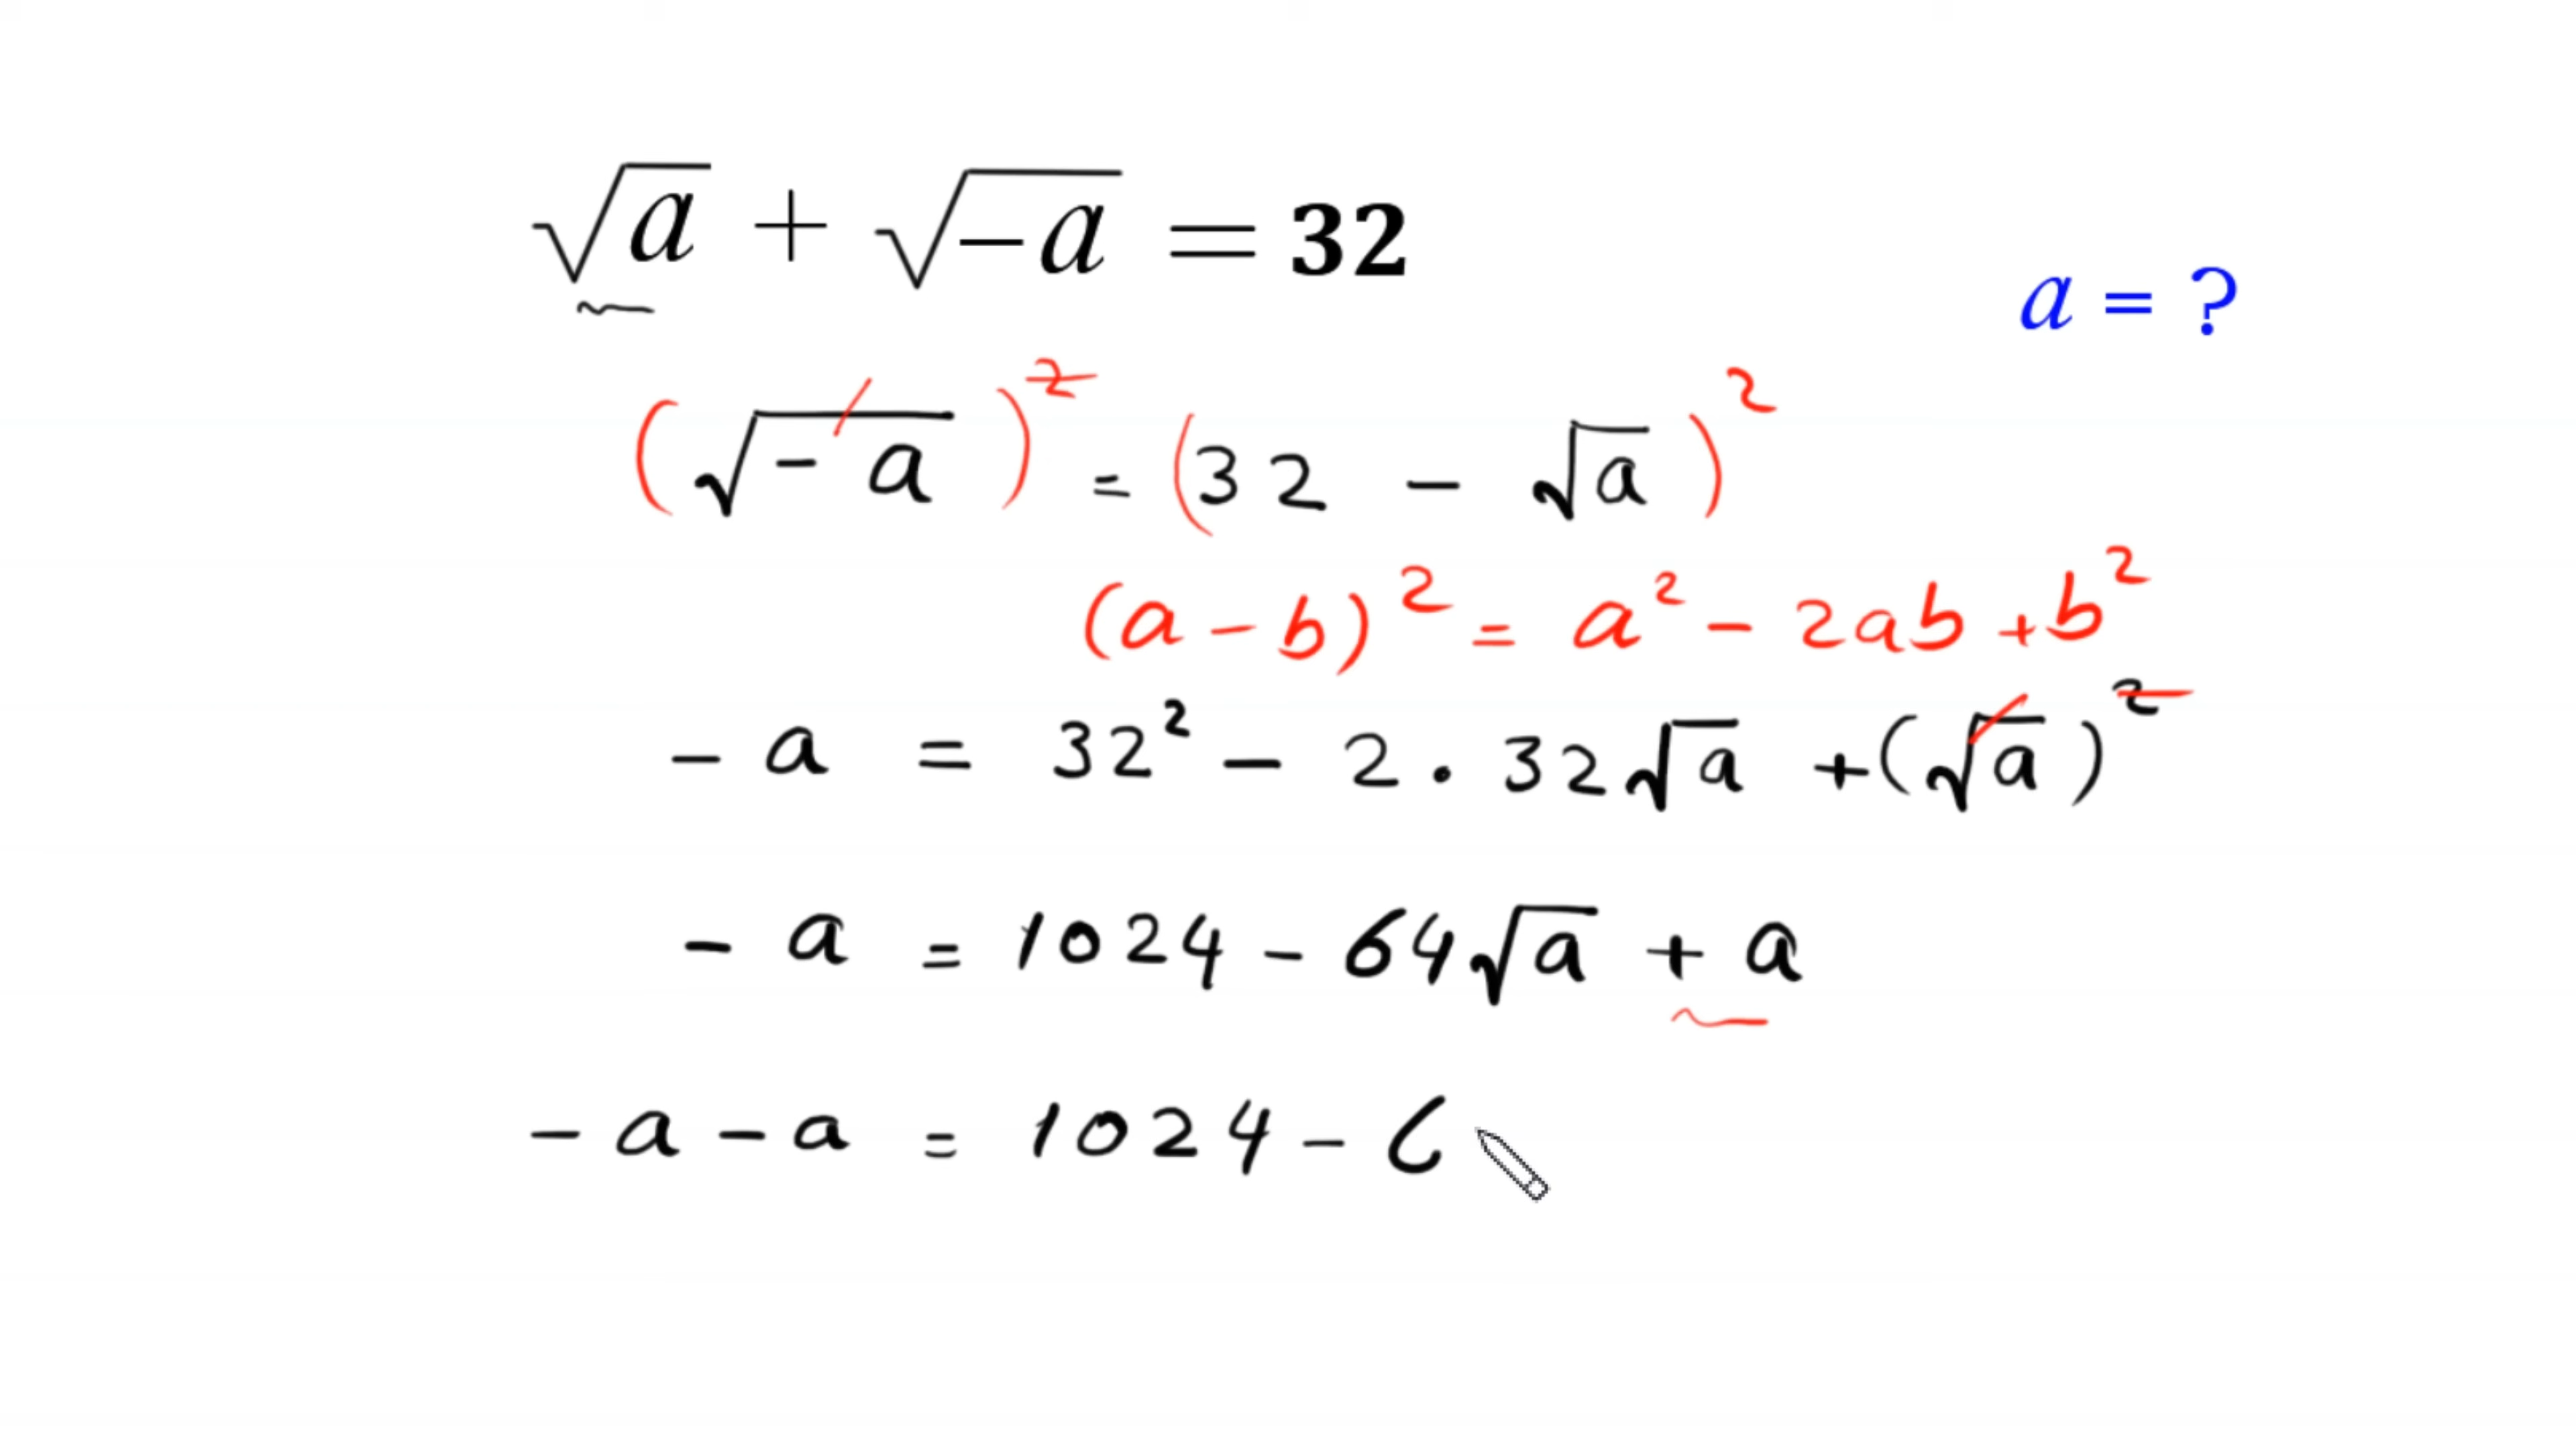 √a + √-a = 32
a = ?
(√-a)² = (32 - √a)²
(a - b)² = a² - 2ab + b²
- a = 32² - 2 · 32√a + (√a)²
- a = 1024 - 64√a + a
- a - a = 1024 - 6